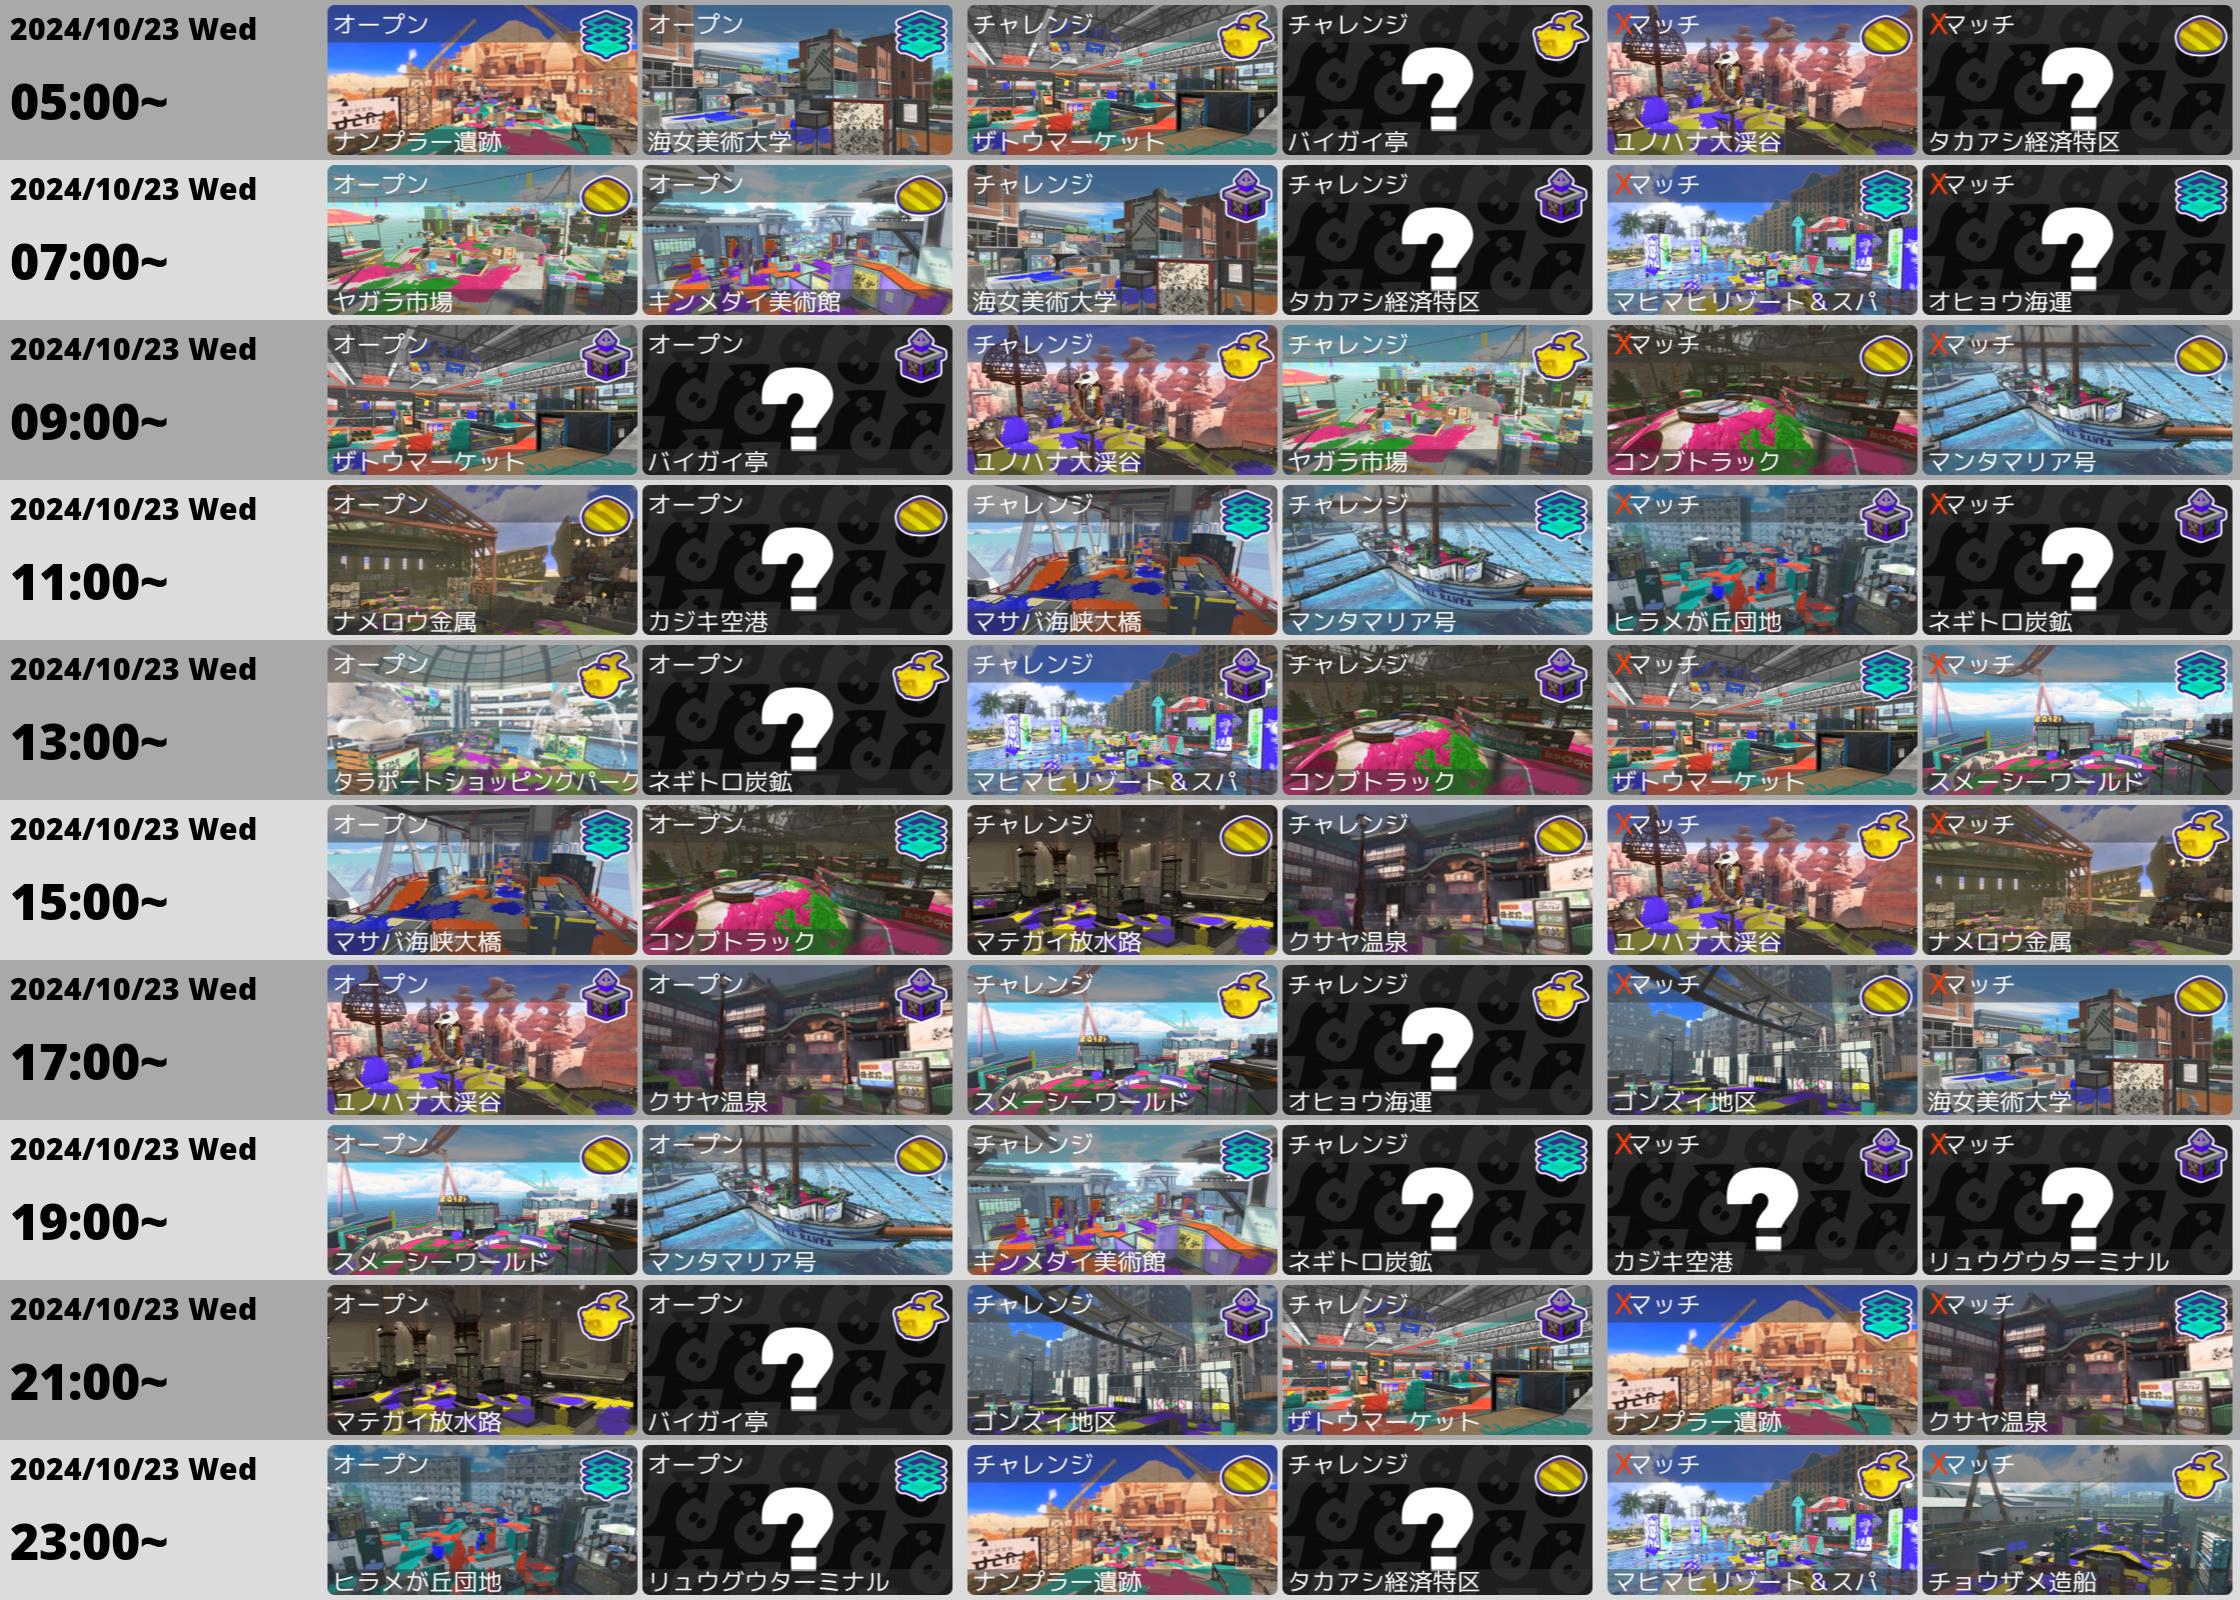 2024/10/23 Wed
05:00~
オープン
ナンプラー遺跡
オープン
海女美術大学
チャレンジ
ザトウマーケット
チャレンジ
バイガイ亭
Xマッチ
ユノハナ大渓谷
Xマッチ
タカアシ経済特区
2024/10/23 Wed
07:00~
オープン
ヤガラ市場
オープン
キンメダイ美術館
チャレンジ
海女美術大学
チャレンジ
タカアシ経済特区
Xマッチ
マヒマヒリゾート＆スパ
Xマッチ
オヒョウ海運
2024/10/23 Wed
09:00~
オープン
ザトウマーケット
オープン
バイガイ亭
チャレンジ
ユノハナ大渓谷
チャレンジ
ヤガラ市場
Xマッチ
コンブトラック
Xマッチ
マンタマリア号
2024/10/23 Wed
11:00~
オープン
ナメロウ金属
オープン
カジキ空港
チャレンジ
マサバ海峡大橋
チャレンジ
マンタマリア号
Xマッチ
ヒラメが丘団地
Xマッチ
ネギトロ炭鉱
2024/10/23 Wed
13:00~
オープン
タラポートショッピングパーク
オープン
ネギトロ炭鉱
チャレンジ
マヒマヒリゾート＆スパ
チャレンジ
コンブトラック
Xマッチ
ザトウマーケット
Xマッチ
スメーシーワールド
2024/10/23 Wed
15:00~
オープン
マサバ海峡大橋
オープン
コンブトラック
チャレンジ
マテガイ放水路
チャレンジ
クサヤ温泉
Xマッチ
ユノハナ大渓谷
Xマッチ
ナメロウ金属
2024/10/23 Wed
17:00~
オープン
ユノハナ大渓谷
オープン
クサヤ温泉
チャレンジ
スメーシーワールド
チャレンジ
オヒョウ海運
Xマッチ
ゴンズイ地区
Xマッチ
海女美術大学
2024/10/23 Wed
19:00~
オープン
スメーシーワールド
オープン
マンタマリア号
チャレンジ
キンメダイ美術館
チャレンジ
ネギトロ炭鉱
Xマッチ
カジキ空港
Xマッチ
リュウグウターミナル
2024/10/23 Wed
21:00~
オープン
マテガイ放水路
オープン
バイガイ亭
チャレンジ
ゴンズイ地区
チャレンジ
ザトウマーケット
Xマッチ
ナンプラー遺跡
Xマッチ
クサヤ温泉
2024/10/23 Wed
23:00~
オープン
ヒラメが丘団地
オープン
リュウグウターミナル
チャレンジ
ナンプラー遺跡
チャレンジ
タカアシ経済特区
Xマッチ
マヒマヒリゾート＆スパ
Xマッチ
チョウザメ造船